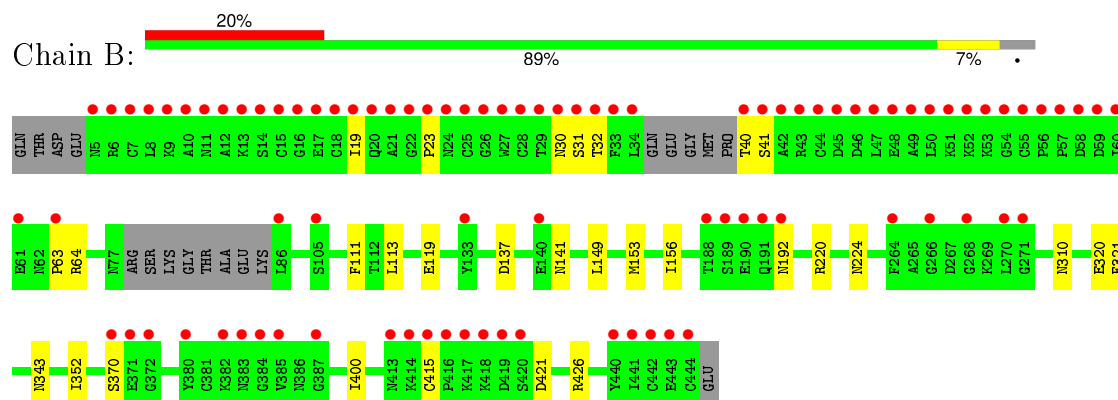 20%
Chain B:
89% 7% •
GLN THR ASP GLU N5 R6 C7 L8 K9 A10 N11 A12 K13 S14 C15 G16 E17 C18 I19 Q20 A21 G22 P23 N24 C25 G26 W27 C28 T29 N30 S31 T32 F33 L34 GLN GLU GLY MET PRO T40 S41 A42 R43 C44 D45 D46 L47 E48 A49 L50 K51 K52 K53 G54 C55 P56 P57 D58 D59 I60
E61 N62 P63 R64 N77 ARG SER LYS GLY THR ALA GLU LYS L86 S105 F111 T112 L113 E119 Y133 D137 E140 N141 L149 M153 I156 T188 S189 E190 Q191 N192 R220 N224 F264 A265 G266 D267 G268 K269 L270 G271 N310 E320 F321
N343 I352 S370 E371 G372 Y380 C381 K382 N383 G384 V385 N386 G387 I400 N413 K414 C415 P416 K417 K418 D419 S420 D421 R426 Y440 I441 C442 E443 C444 GLU